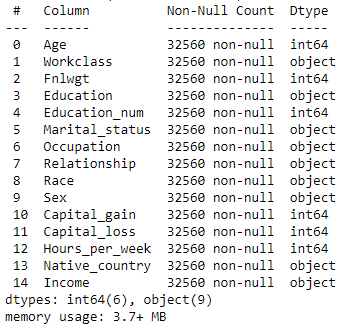 #   Column          Non-Null Count  Dtype
---  ------          --------------  -----
 0   Age             32560 non-null  int64
 1   Workclass       32560 non-null  object
 2   Fnlwgt          32560 non-null  int64
 3   Education       32560 non-null  object
 4   Education_num   32560 non-null  int64
 5   Marital_status  32560 non-null  object
 6   Occupation      32560 non-null  object
 7   Relationship    32560 non-null  object
 8   Race            32560 non-null  object
 9   Sex             32560 non-null  object
 10  Capital_gain    32560 non-null  int64
 11  Capital_loss    32560 non-null  int64
 12  Hours_per_week  32560 non-null  int64
 13  Native_country  32560 non-null  object
 14  Income          32560 non-null  object
dtypes: int64(6), object(9)
memory usage: 3.7+ MB